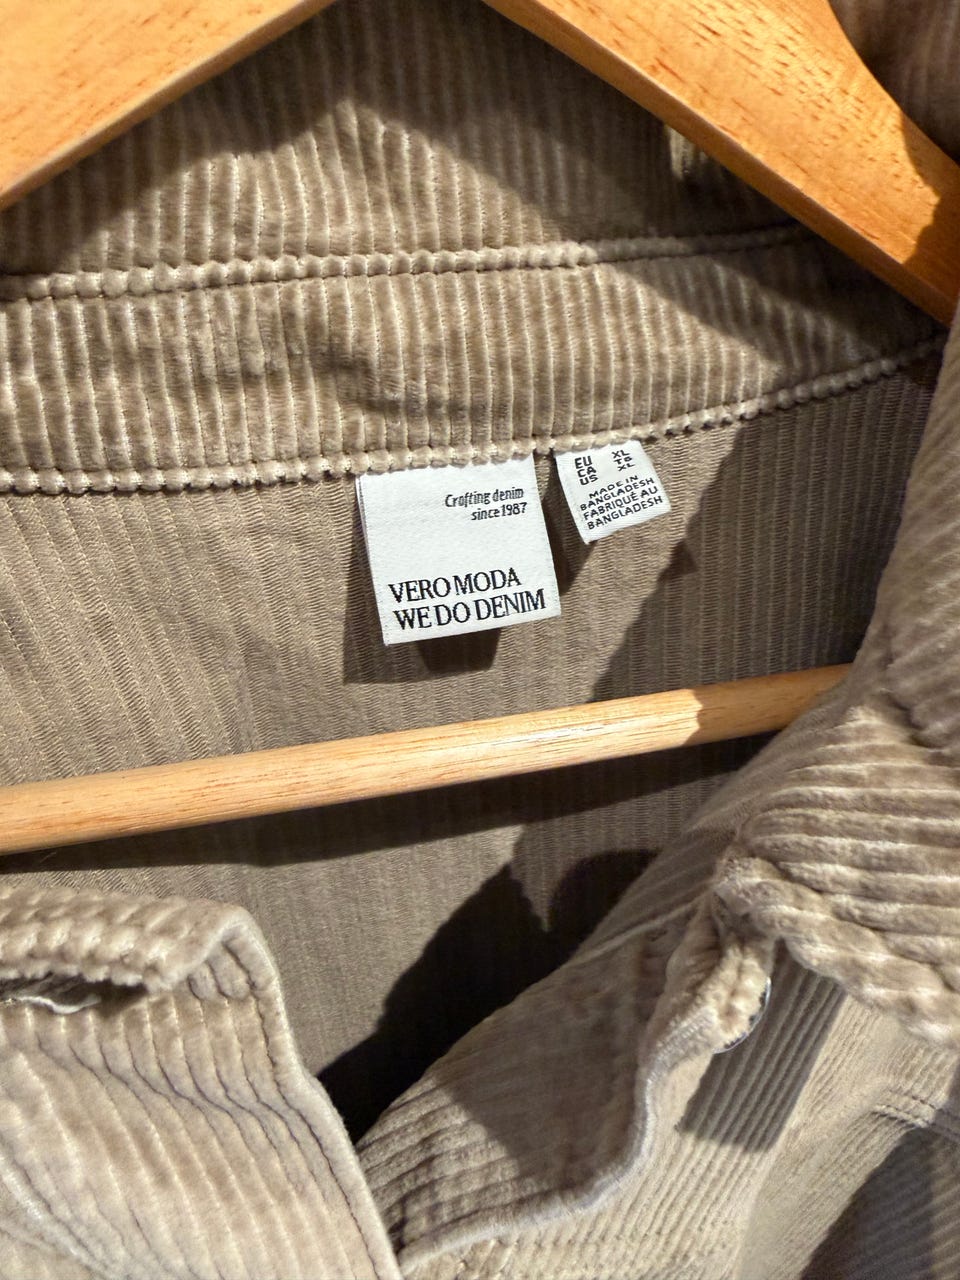 Crafting denim
since 1987
VERO MODA
WE DO DENIM
EU XL
CA TG
US XL
MADE IN
BANGLADESH
FABRIQUÉ AU
BANGLADESH